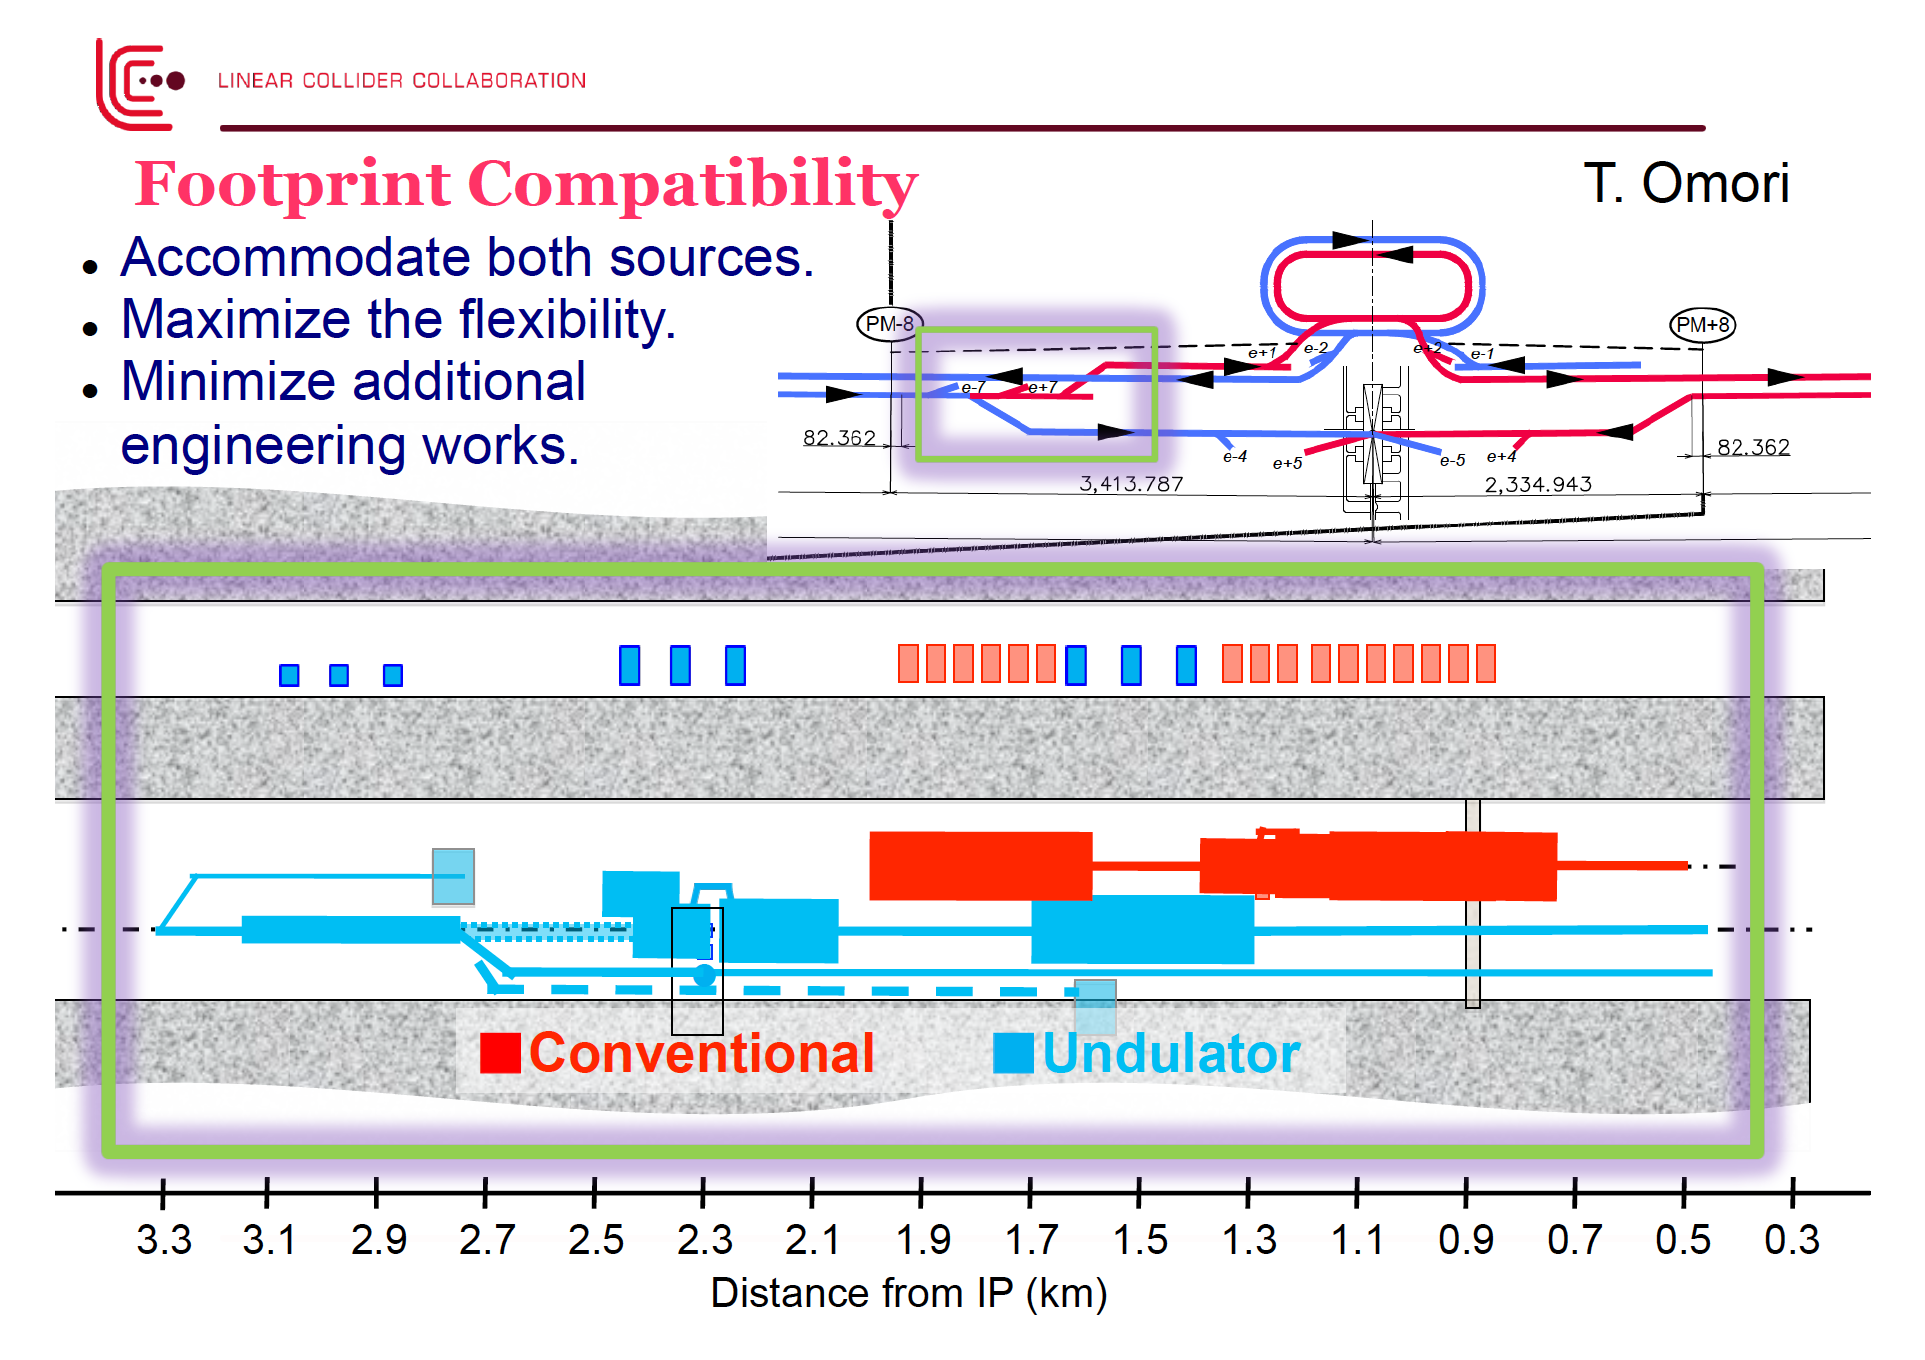 LINEAR COLLIDER COLLABORATION
Footprint Compatibility
T. Omori
• Accommodate both sources.
• Maximize the flexibility.
• Minimize additional
engineering works.
PM-8
PM+8
e+1
e-2
e+2
e-1
e-7
e+7
82.362
82.362
e-4
e+5
e-5
e+4
3,413.787
2,334.943
Conventional
Undulator
3.3 3.1 2.9 2.7 2.5 2.3 2.1 1.9 1.7 1.5 1.3 1.1 0.9 0.7 0.5 0.3
Distance from IP (km)